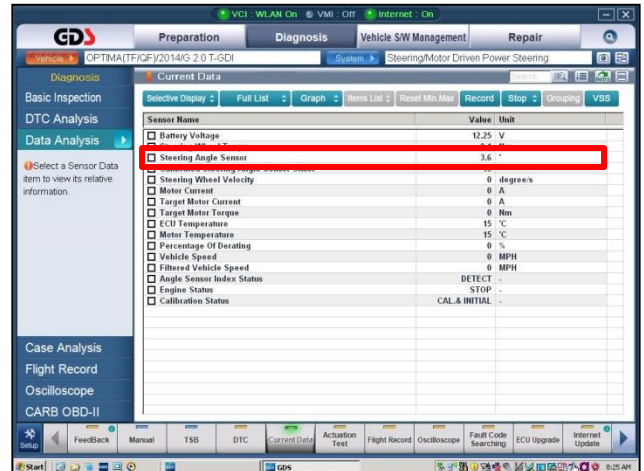 VCI : WLAN On VMI : Off Internet : On
GDS Preparation Diagnosis Vehicle S/W Management Repair
Vehicle OPTIMA(TF/QF)/2014/G 2.0 T-GDI System Steering/Motor Driven Power Steering
Diagnosis
Current Data
Search
Basic Inspection
DTC Analysis
Data Analysis
Select a Sensor Data
item to view its relative
information.
Case Analysis
Flight Record
Oscilloscope
CARB OBD-II
Selective Display Full List Graph Items List Reset Min.Max Record Stop Grouping VSS
Sensor Name Value Unit
Battery Voltage 12.25 V
Steering Angle Sensor 3.6 '
Steering Wheel Velocity 0 degree/s
Motor Current 0 A
Target Motor Current 0 A
Target Motor Torque 0 Nm
ECU Temperature 15 'C
Motor Temperature 15 'C
Percentage Of Derating 0 %
Vehicle Speed 0 MPH
Filtered Vehicle Speed 0 MPH
Angle Sensor Index Status DETECT -
Engine Status STOP -
Calibration Status CAL.& INITIAL -
Setup FeedBack Manual TSB DTC Current Data Actuation Test Flight Record Oscilloscope Fault Code Searching ECU Upgrade Internet Update
Start GDS 8:25 AM